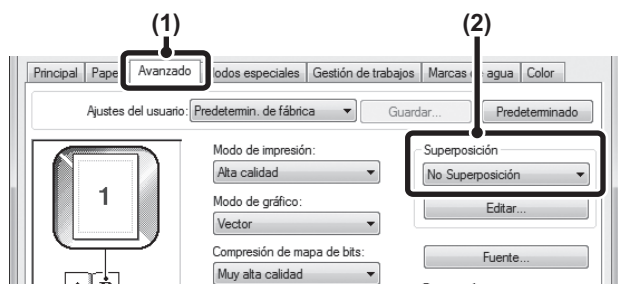 (1) (2)
Principal Pape Avanzado odos especiales Gestión de trabajos Marcas de agua Color
Ajustes del usuario: Predetermin. de fábrica Guardar... Predeterminado
Modo de impresión: Superposición
Alta calidad No Superposición
1
Modo de gráfico: Editar...
Vector
Compresión de mapa de bits: Fuente...
Muy alta calidad